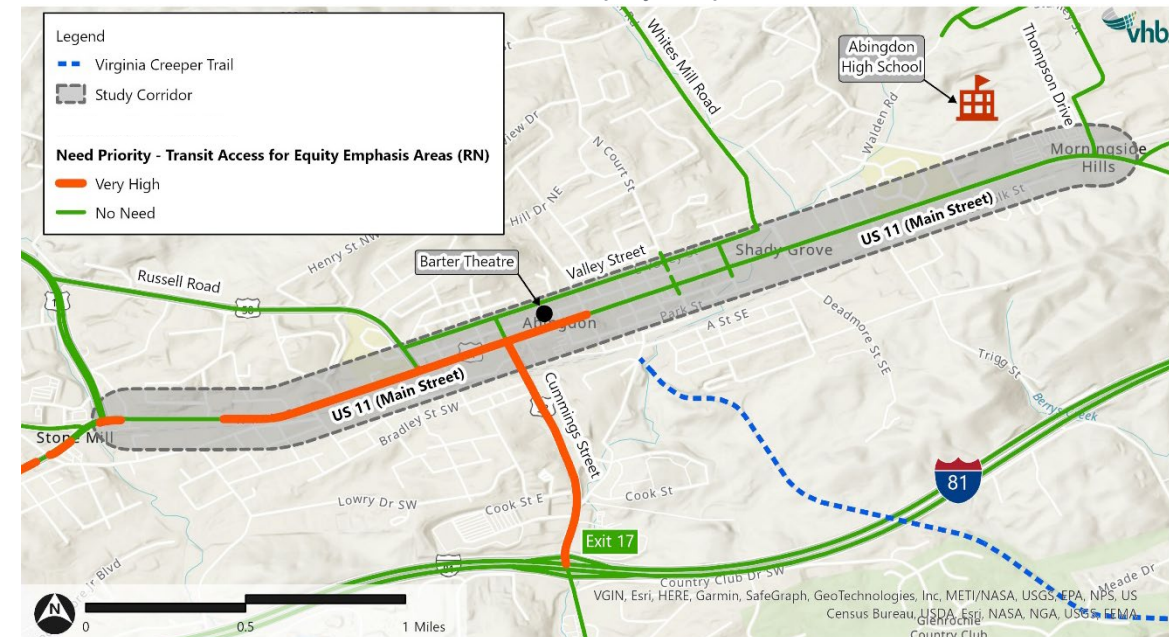 Legend
Virginia Creeper Trail
Study Corridor
Need Priority - Transit Access for Equity Emphasis Areas (RN)
Very High
No Need
vhb
Abingdon
High School
Thompson Drive
Whites Mill Road
Walden Rd
N Court St
Hill Dr NE
Henry St NW
Morningside
Hills
US 11 (Main Street)
Shady Grove
Valley Street
Barter Theatre
Russell Road
Abingdon
Park St
A St SE
Deadmore St SE
Trigg St
Berrys Creek
US 11 (Main Street)
Cummings Street
Bradley St SW
Stone Mill
Lowry Dr SW
Cook St E
Cook St
81
Exit 17
Country Club Dr SW
Meade Dr
VGIN, Esri, HERE, Garmin, SafeGraph, GeoTechnologies, Inc, METI/NASA, USGS, EPA, NPS, US
Census Bureau, USDA, Esri, NASA, NGA, USGS, FEMA
Glenrochie
Country Club
N
0 0.5 1 Miles